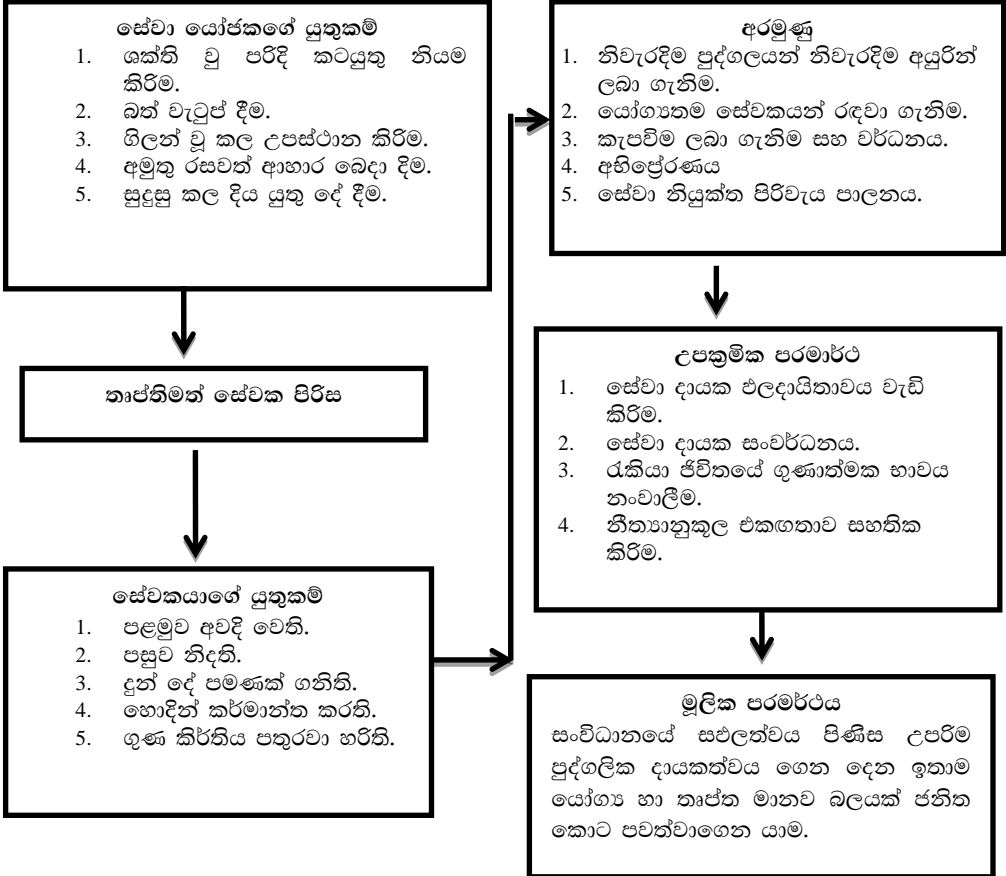 සේවා යෝජකගේ යුතුකම්
1. ශක්ති වු පරිදි කටයුතු නියම
කිරිම.
2. බත් වැටුප් දීම.
3. ගිලන් වූ කල උපස්ථාන කිරිම.
4. අමුතු රසවත් ආහාර බෙදා දිම.
5. සුදුසු කල දිය යුතු දේ දීම.
තෘප්තිමත් සේවක පිරිස
සේවකයාගේ යුතුකම්
1. පළමුව අවදි වෙති.
2. පසුව නිදති.
3. දුන් දේ පමණක් ගනිති.
4. හොදින් කර්මාන්ත කරති.
5. ගුණ කිර්තිය පතුරවා හරිති.
අරමුණු
1. නිවැරදිම පුද්ගලයන් නිවැරදිම අයුරින්
ලබා ගැනිම.
2. යෝග්‍යතම සේවකයන් රඳවා ගැනිම.
3. කැපවිම ලබා ගැනිම සහ වර්ධනය.
4. අභිප්‍රේරණය
5. සේවා නියුක්ත පිරිවැය පාලනය.
උපක්‍රමික පරමාර්ථ
1. සේවා දායක ඵලදායිතාවය වැඩි
කිරිම.
2. සේවා දායක සංවර්ධනය.
3. රැකියා ජිවිතයේ ගුණාත්මක භාවය
නංවාලීම.
4. නීත්‍යානුකූල එකඟතාව සහතික
කිරිම.
මූලික පරමර්ථය
සංවිධානයේ සඵලත්වය පිණිස උපරිම
පුද්ගලික දායකත්වය ගෙන දෙන ඉතාම
යෝග්‍ය හා තෘප්ත මානව බලයක් ජනිත
කොට පවත්වාගෙන යාම.